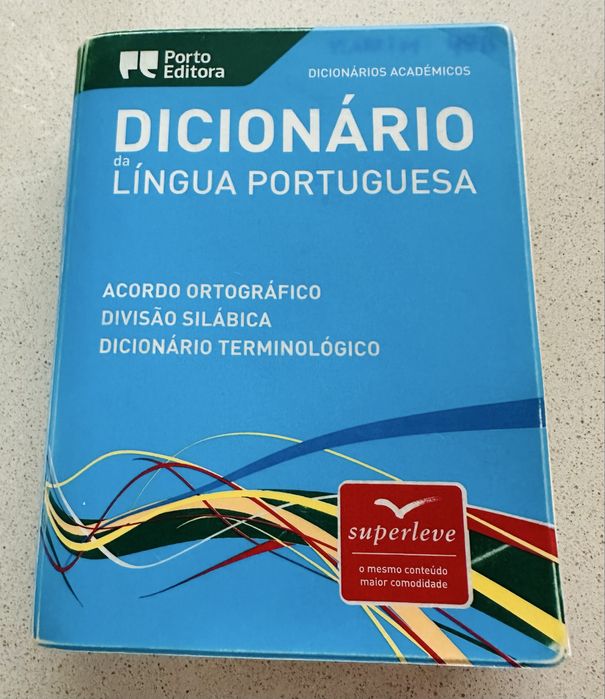 Porto
Editora
DICIONÁRIOS ACADÉMICOS
DICIONÁRIO
da
LÍNGUA PORTUGUESA
ACORDO ORTOGRÁFICO
DIVISÃO SILÁBICA
DICIONÁRIO TERMINOLÓGICO
superleve
o mesmo conteúdo
maior comodidade